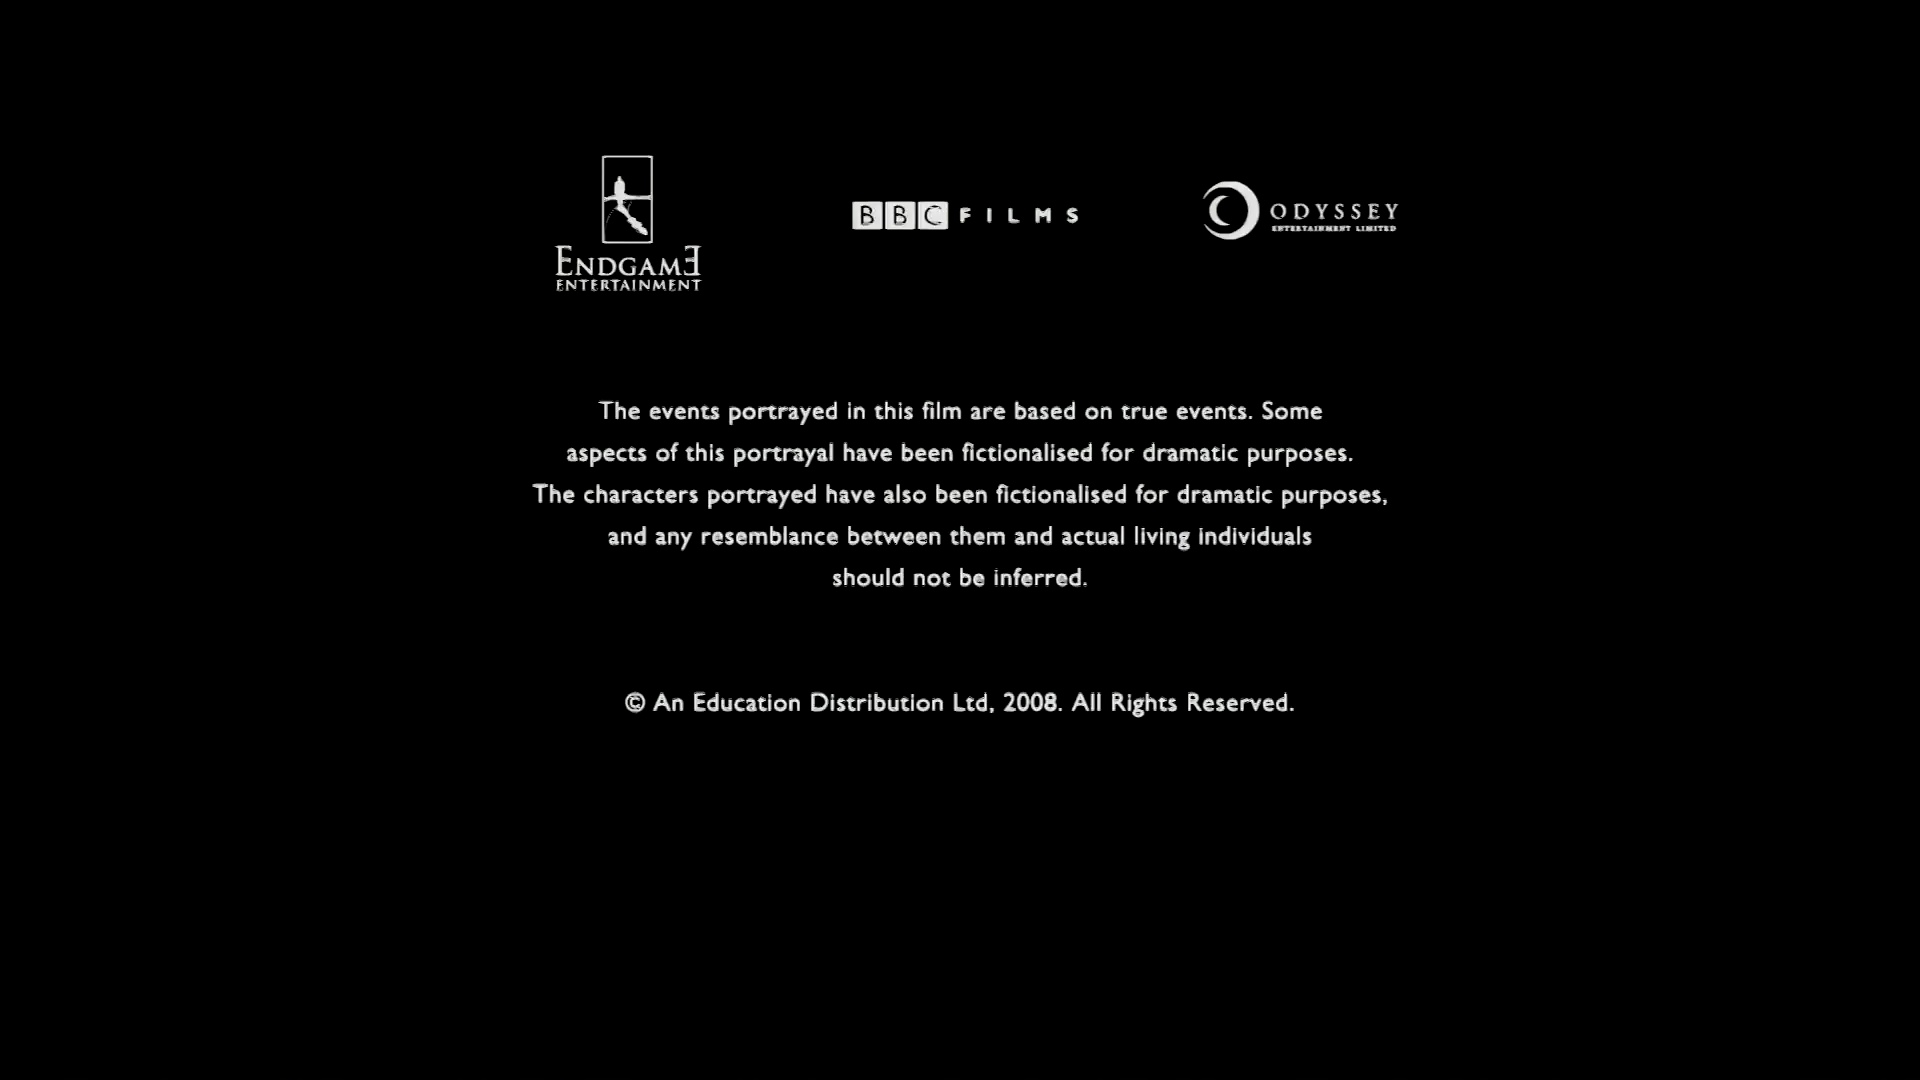 ENDGAME
ENTERTAINMENT
BBC FILMS
ODYSSEY
ENTERTAINMENT LIMITED
The events portrayed in this film are based on true events. Some
aspects of this portrayal have been fictionalised for dramatic purposes.
The characters portrayed have also been fictionalised for dramatic purposes,
and any resemblance between them and actual living individuals
should not be inferred.
© An Education Distribution Ltd, 2008. All Rights Reserved.